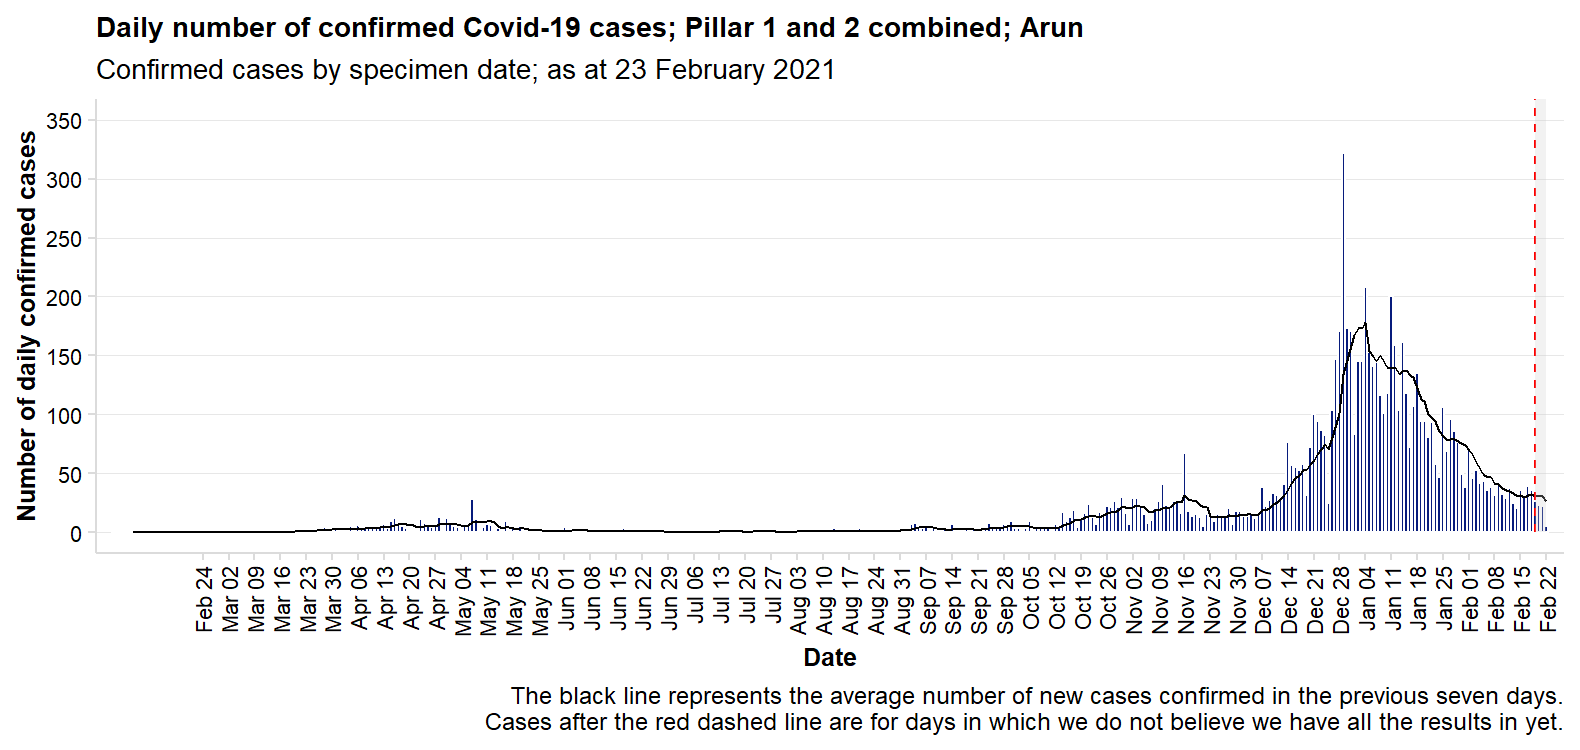 Daily number of confirmed Covid-19 cases; Pillar 1 and 2 combined; Arun
Confirmed cases by specimen date; as at 23 February 2021
Number of daily confirmed cases
350
300
250
200
150
100
50
0
Feb 24
Mar 02
Mar 09
Mar 16
Mar 23
Mar 30
Apr 06
Apr 13
Apr 20
Apr 27
May 04
May 11
May 18
May 25
Jun 01
Jun 08
Jun 15
Jun 22
Jun 29
Jul 06
Jul 13
Jul 20
Jul 27
Aug 03
Aug 10
Aug 17
Aug 24
Aug 31
Sep 07
Sep 14
Sep 21
Sep 28
Oct 05
Oct 12
Oct 19
Oct 26
Nov 02
Nov 09
Nov 16
Nov 23
Nov 30
Dec 07
Dec 14
Dec 21
Dec 28
Jan 04
Jan 11
Jan 18
Jan 25
Feb 01
Feb 08
Feb 15
Feb 22
Date
The black line represents the average number of new cases confirmed in the previous seven days.
Cases after the red dashed line are for days in which we do not believe we have all the results in yet.